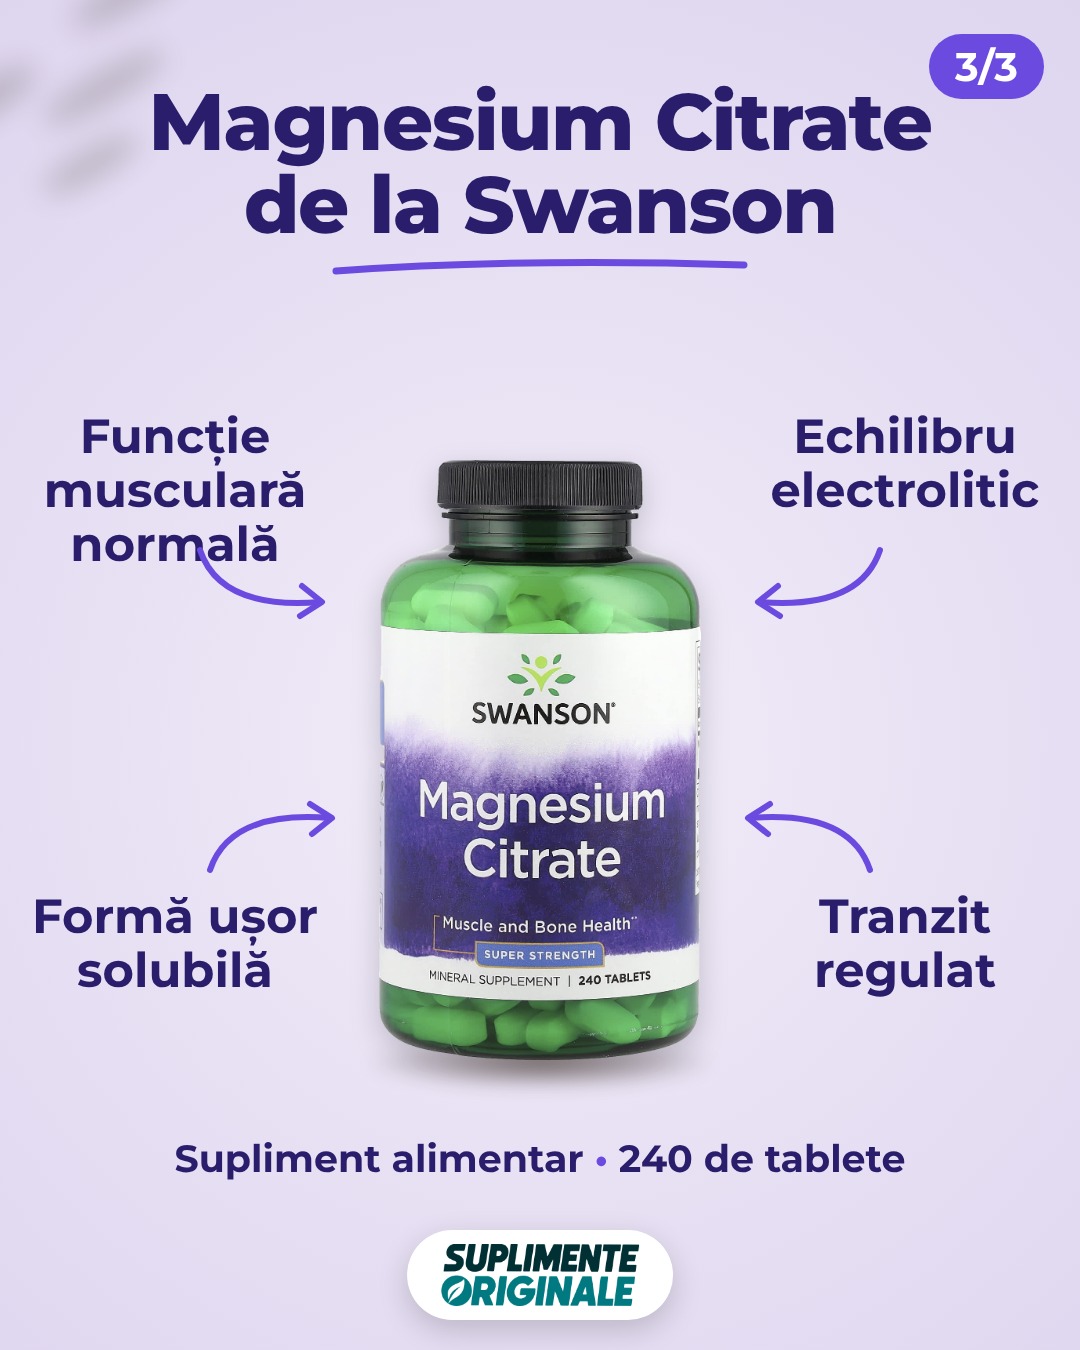 3/3
Magnesium Citrate
de la Swanson
Funcție
musculară
normală
Echilibru
electrolitic
SWANSON®
Magnesium
Citrate
Muscle and Bone Health**
SUPER STRENGTH
MINERAL SUPPLEMENT | 240 TABLETS
Formă ușor
solubilă
Tranzit
regulat
Supliment alimentar • 240 de tablete
SUPLIMENTE
ORIGINALE